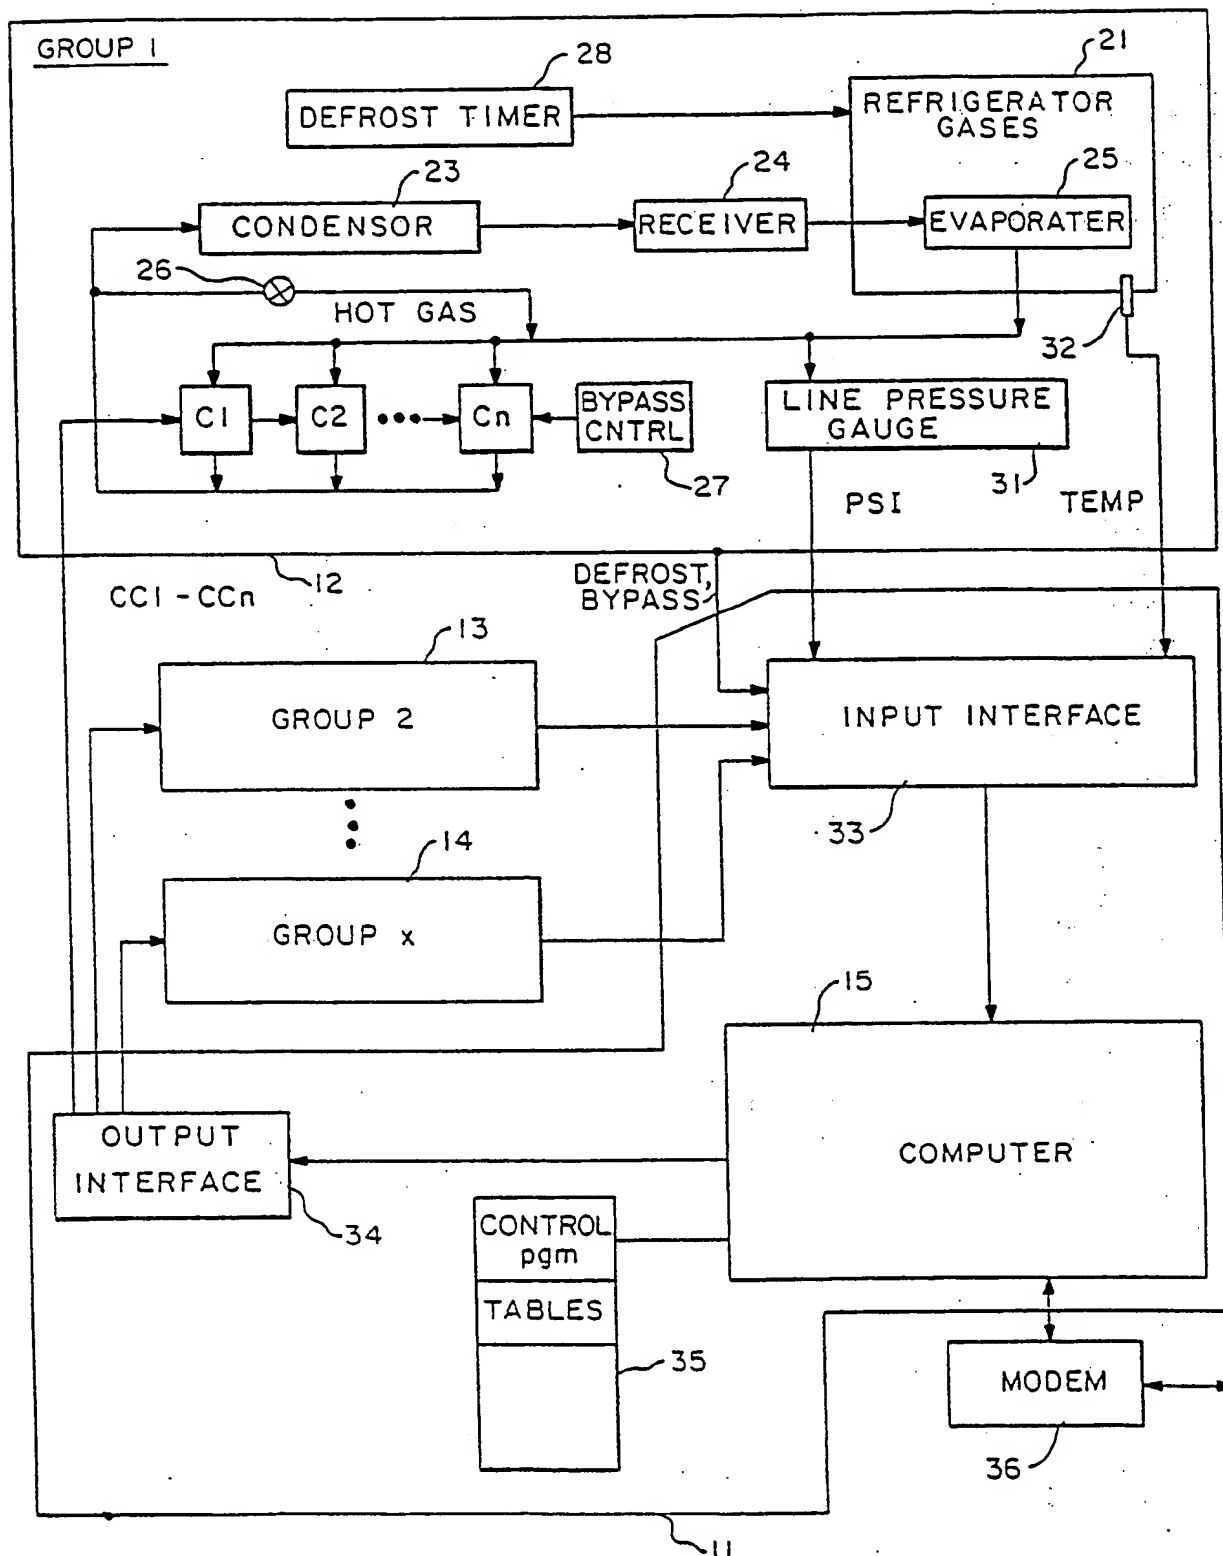 GROUP 1
28
21
DEFROST TIMER
REFRIGERATOR
GASES
23
24
25
CONDENSOR
RECEIVER
EVAPORATER
26
HOT GAS
32
C1
C2
Cn
BYPASS
CNTRL
LINE PRESSURE
GAUGE
27
31
PSI
TEMP
12
CC1 - CCn
DEFROST,
BYPASS
13
GROUP 2
INPUT INTERFACE
33
14
GROUP x
15
OUTPUT
INTERFACE
COMPUTER
34
CONTROL
pgm
TABLES
35
MODEM
36
11